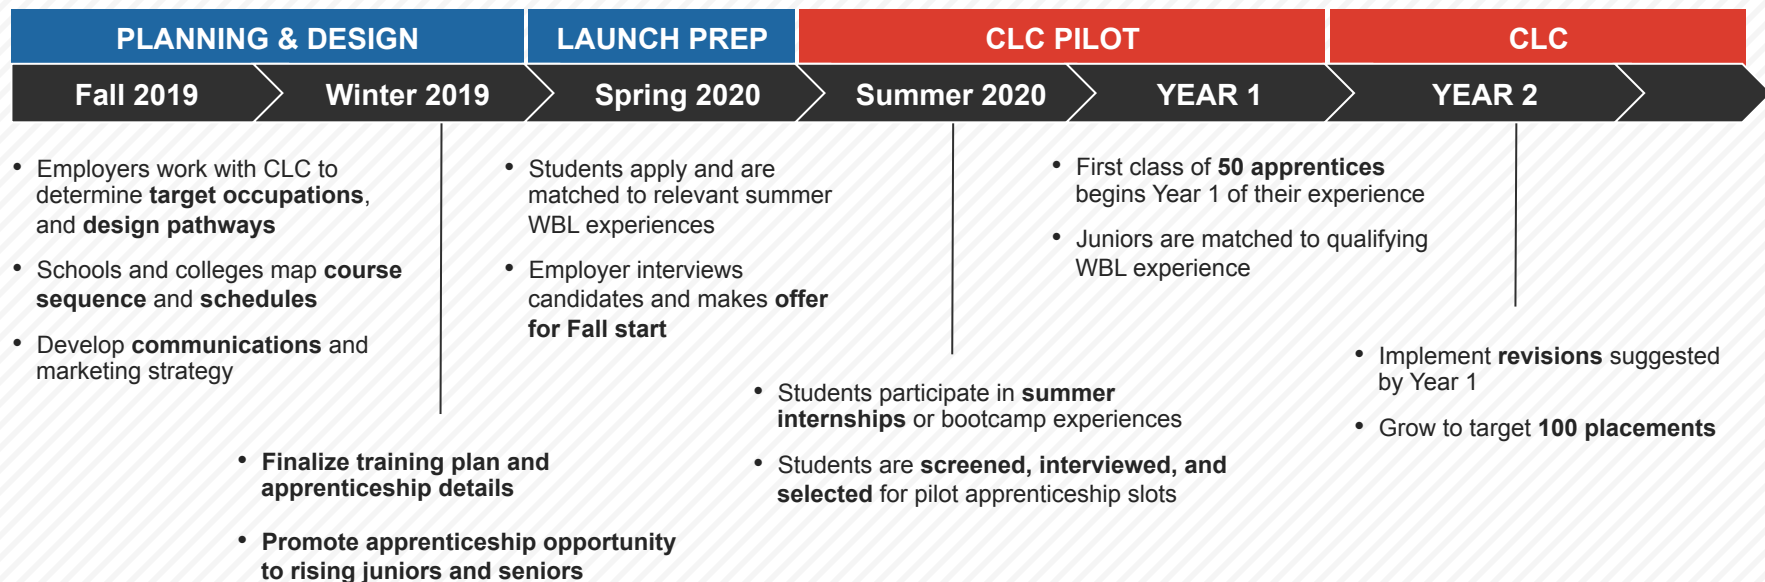 PLANNING & DESIGN
LAUNCH PREP
CLC PILOT
CLC
Fall 2019
Winter 2019
Spring 2020
Summer 2020
YEAR 1
YEAR 2
• Employers work with CLC to
determine target occupations,
and design pathways
• Schools and colleges map course
sequence and schedules
• Develop communications and
marketing strategy
• Finalize training plan and
apprenticeship details
• Promote apprenticeship opportunity
to rising juniors and seniors
• Students apply and are
matched to relevant summer
WBL experiences
• Employer interviews
candidates and makes offer
for Fall start
• Students participate in summer
internships or bootcamp experiences
• Students are screened, interviewed, and
selected for pilot apprenticeship slots
• First class of 50 apprentices
begins Year 1 of their experience
• Juniors are matched to qualifying
WBL experience
• Implement revisions suggested
by Year 1
• Grow to target 100 placements